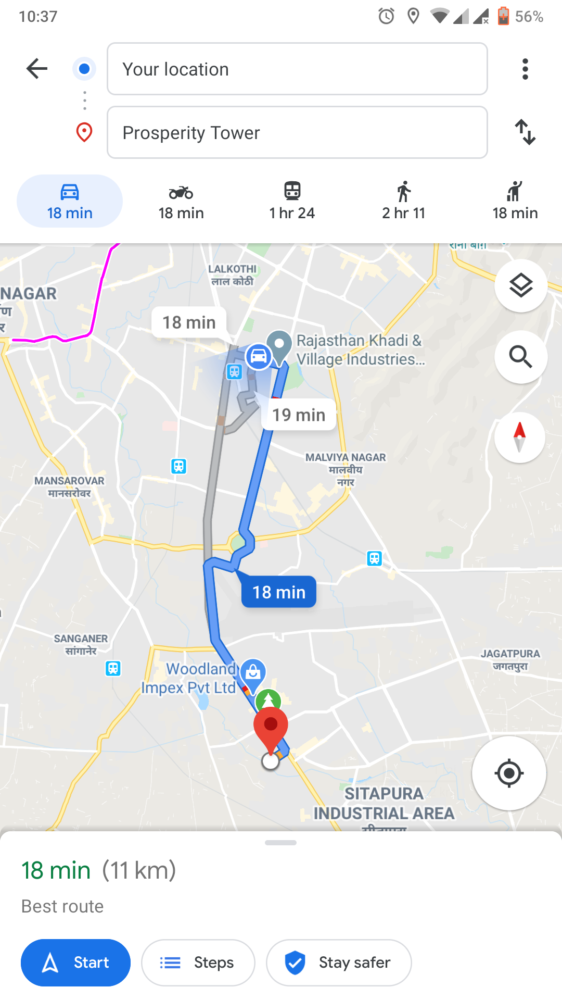 10:37
56%
Your location
Prosperity Tower
18 min
18 min
1 hr 24
2 hr 11
18 min
LALKOTHI
लाल कोठी
NAGAR
18 min
Rajasthan Khadi &
Village Industries...
19 min
MALVIYA NAGAR
मालवीय
नगर
MANSAROVAR
मानसरोवर
18 min
SANGANER
सांगानेर
JAGATPURA
जगतपुरा
Woodland
Impex Pvt Ltd
SITAPURA
INDUSTRIAL AREA
18 min (11 km)
Best route
Start
Steps
Stay safer